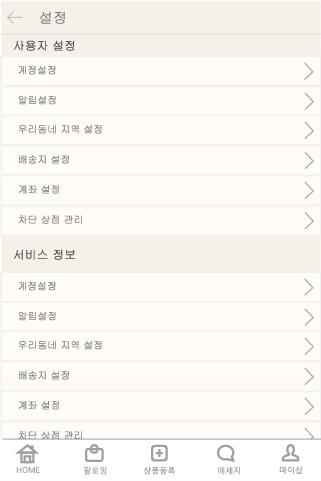 설정
사용자 설정
계정설정
알림설정
우리동네 지역 설정
배송지 설정
계좌 설정
차단 상점 관리
서비스 정보
계정설정
알림설정
우리동네 지역 설정
배송지 설정
계좌 설정
차단 상점 관리
HOME 팔로잉 상품등록 메세지 마이샵